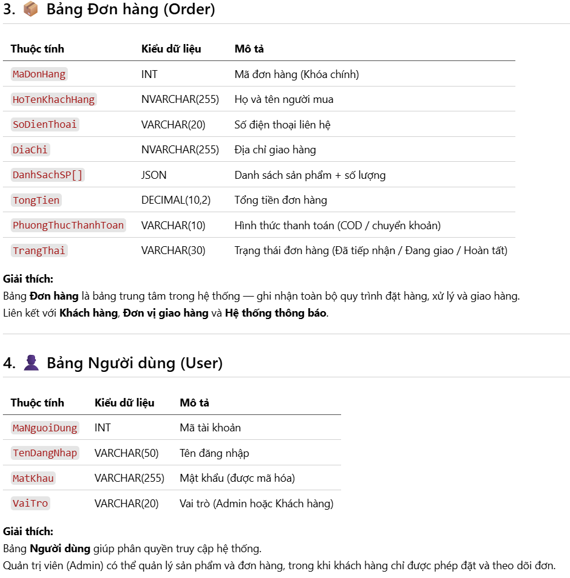 3. 📦 Bảng Đơn hàng (Order)
Thuộc tính Kiểu dữ liệu Mô tả
MaDonHang INT Mã đơn hàng (Khóa chính)
HoTenKhachHang NVARCHAR(255) Họ và tên người mua
SoDienThoai VARCHAR(20) Số điện thoại liên hệ
DiaChi NVARCHAR(255) Địa chỉ giao hàng
DanhSachSP[] JSON Danh sách sản phẩm + số lượng
TongTien DECIMAL(10,2) Tổng tiền đơn hàng
PhuongThucThanhToan VARCHAR(10) Hình thức thanh toán (COD / chuyển khoản)
TrangThai VARCHAR(30) Trạng thái đơn hàng (Đã tiếp nhận / Đang giao / Hoàn tất)
Giải thích:
Bảng Đơn hàng là bảng trung tâm trong hệ thống — ghi nhận toàn bộ quy trình đặt hàng, xử lý và giao hàng.
Liên kết với Khách hàng, Đơn vị giao hàng và Hệ thống thông báo.
4. 👤 Bảng Người dùng (User)
Thuộc tính Kiểu dữ liệu Mô tả
MaNguoiDung INT Mã tài khoản
TenDangNhap VARCHAR(50) Tên đăng nhập
MatKhau VARCHAR(255) Mật khẩu (được mã hóa)
VaiTro VARCHAR(20) Vai trò (Admin hoặc Khách hàng)
Giải thích:
Bảng Người dùng giúp phân quyền truy cập hệ thống.
Quản trị viên (Admin) có thể quản lý sản phẩm và đơn hàng, trong khi khách hàng chỉ được phép đặt và theo dõi đơn.